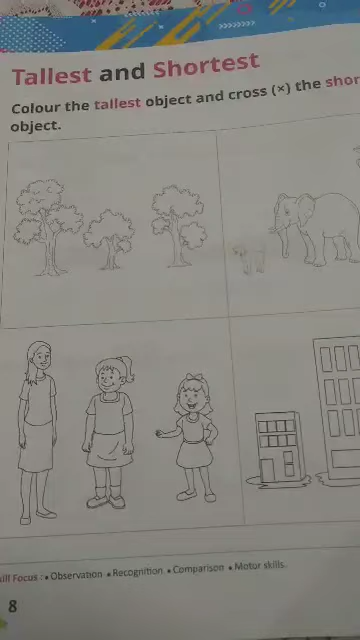 Tallest and Shortest
Colour the tallest object and cross (×) the shor
object.
kill Focus : • Observation • Recognition • Comparison • Motor skills.
8